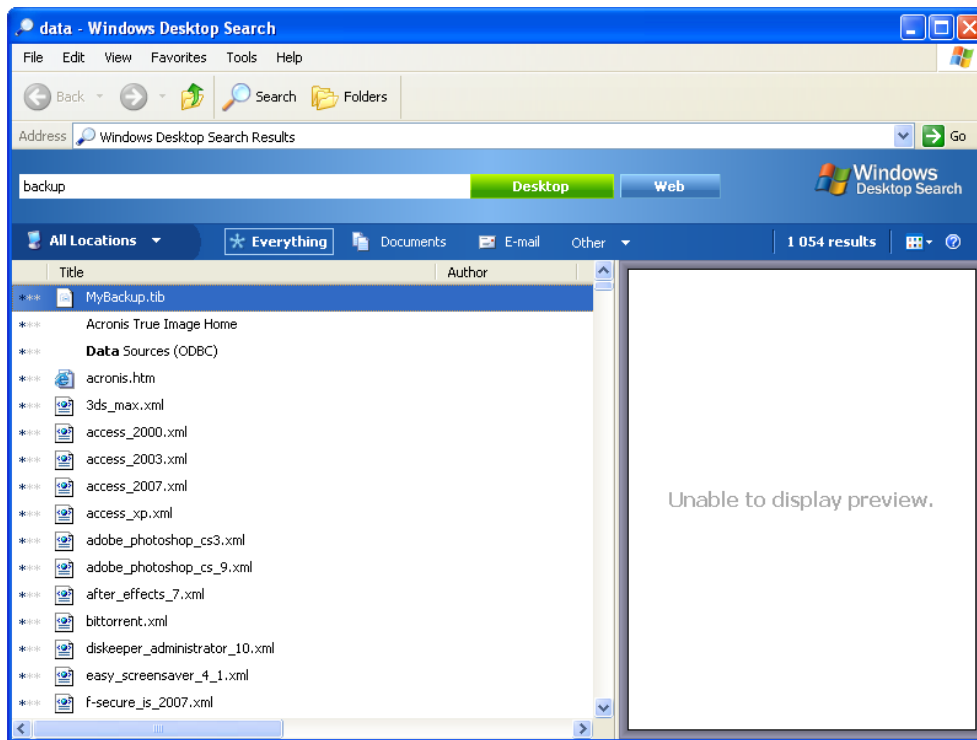 data - Windows Desktop Search
File Edit View Favorites Tools Help
Back Search Folders
Address Windows Desktop Search Results Go
backup Desktop Web Windows
Desktop Search
All Locations Everything Documents E-mail Other 1 054 results
Title Author
MyBackup.tib
Acronis True Image Home
Data Sources (ODBC)
acronis.htm
3ds_max.xml
access_2000.xml
access_2003.xml
access_2007.xml
access_xp.xml
adobe_photoshop_cs3.xml
adobe_photoshop_cs_9.xml
after_effects_7.xml
bittorrent.xml
diskeeper_administrator_10.xml
easy_screensaver_4_1.xml
f-secure_is_2007.xml
Unable to display preview.